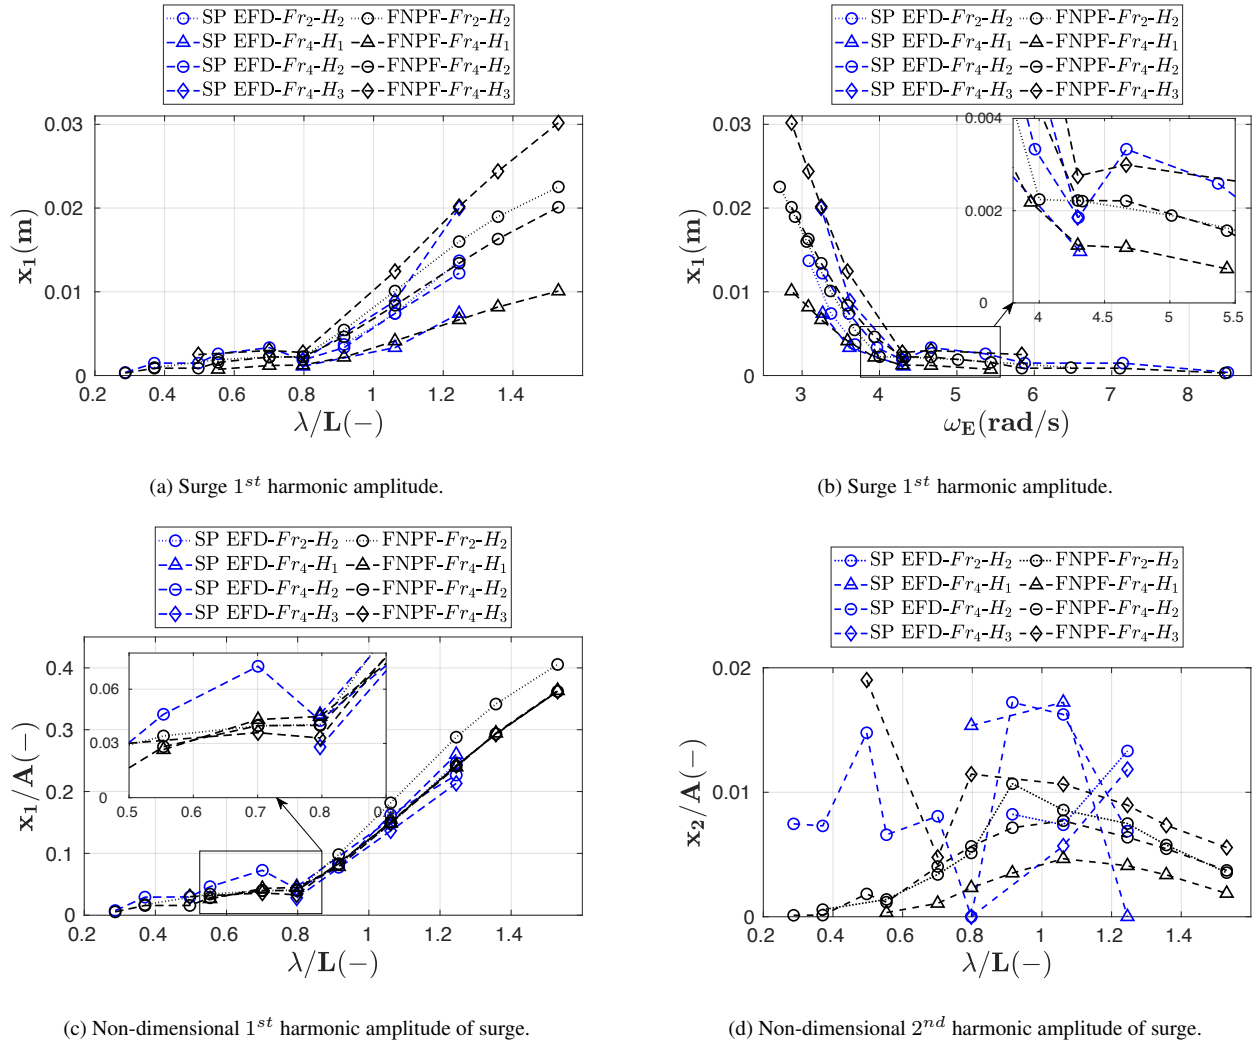 SP EFD-Fr₂-H₂ FNPF-Fr₂-H₂
SP EFD-Fr₄-H₁ FNPF-Fr₄-H₁
SP EFD-Fr₄-H₂ FNPF-Fr₄-H₂
SP EFD-Fr₄-H₃ FNPF-Fr₄-H₃
0.03
0.02
0.01
0
x₁(m)
0.2 0.4 0.6 0.8 1 1.2 1.4
λ/L(−)
(a) Surge 1ˢᵗ harmonic amplitude.
SP EFD-Fr₂-H₂ FNPF-Fr₂-H₂
SP EFD-Fr₄-H₁ FNPF-Fr₄-H₁
SP EFD-Fr₄-H₂ FNPF-Fr₄-H₂
SP EFD-Fr₄-H₃ FNPF-Fr₄-H₃
0.03
0.02
0.01
0
x₁(m)
0.004
0.002
0
4 4.5 5 5.5
3 4 5 6 7 8
ω_E(rad/s)
(b) Surge 1ˢᵗ harmonic amplitude.
SP EFD-Fr₂-H₂ FNPF-Fr₂-H₂
SP EFD-Fr₄-H₁ FNPF-Fr₄-H₁
SP EFD-Fr₄-H₂ FNPF-Fr₄-H₂
SP EFD-Fr₄-H₃ FNPF-Fr₄-H₃
0.4
0.3
0.2
0.1
0
x₁/A(−)
0.06
0.03
0
0.5 0.6 0.7 0.8
0.2 0.4 0.6 0.8 1 1.2 1.4
λ/L(−)
(c) Non-dimensional 1ˢᵗ harmonic amplitude of surge.
SP EFD-Fr₂-H₂ FNPF-Fr₂-H₂
SP EFD-Fr₄-H₁ FNPF-Fr₄-H₁
SP EFD-Fr₄-H₂ FNPF-Fr₄-H₂
SP EFD-Fr₄-H₃ FNPF-Fr₄-H₃
0.02
0.01
0
x₂/A(−)
0.2 0.4 0.6 0.8 1 1.2 1.4
λ/L(−)
(d) Non-dimensional 2ⁿᵈ harmonic amplitude of surge.